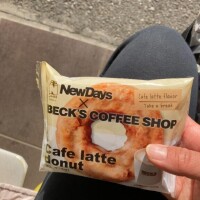 NewDays
×
BECK'S COFFEE SHOP
Cafe latte flavor
Take a break
Cafe latte
donut